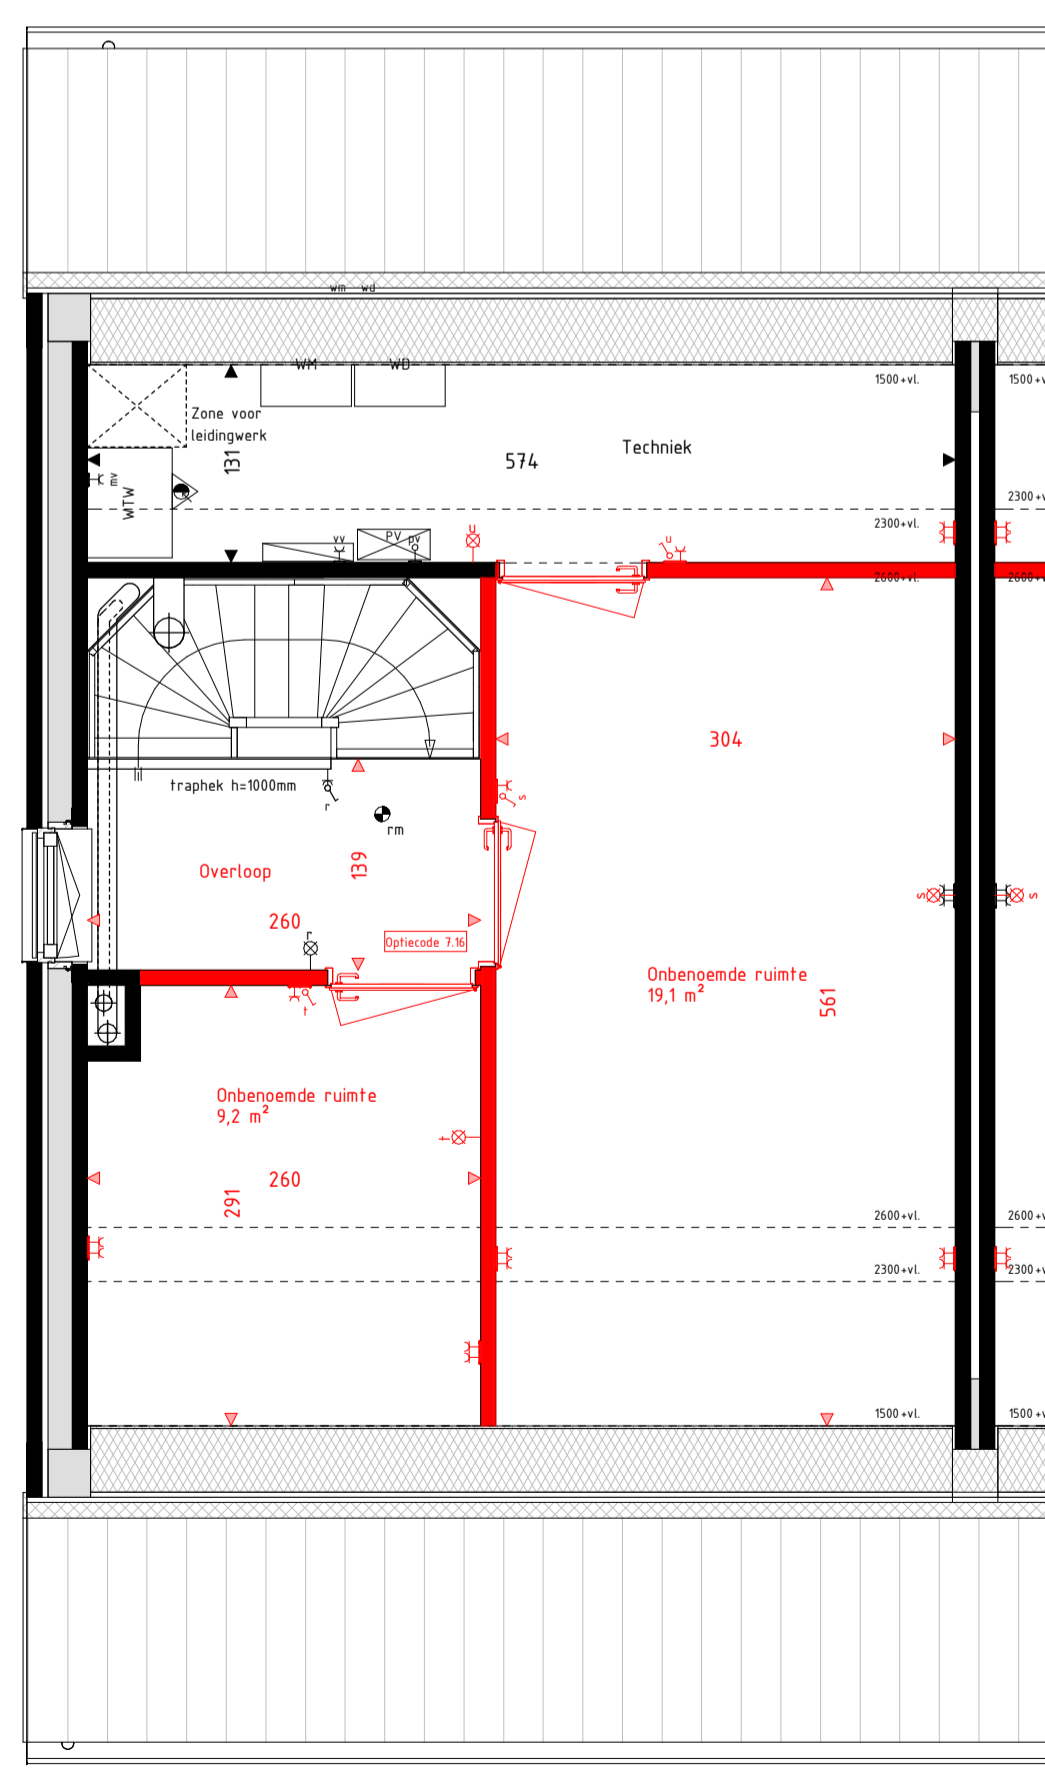 wm wd
WM
WD
1500+vl.
1500+v
Zone voor
leidingwerk
131
574
Techniek
mv
WTW
2300+vl.
2300+v
vv
PV
pv
u
u
2600+vl.
2600+v
304
traphek h=1000mm
r
s
rm
139
Overloop
260
r
Optiecode 7.16
s
s
Onbenoemde ruimte
19,1 m²
561
t
Onbenoemde ruimte
9,2 m²
t
260
291
2600+vl.
2600+v
2300+vl.
2300+v
1500+vl.
1500+v